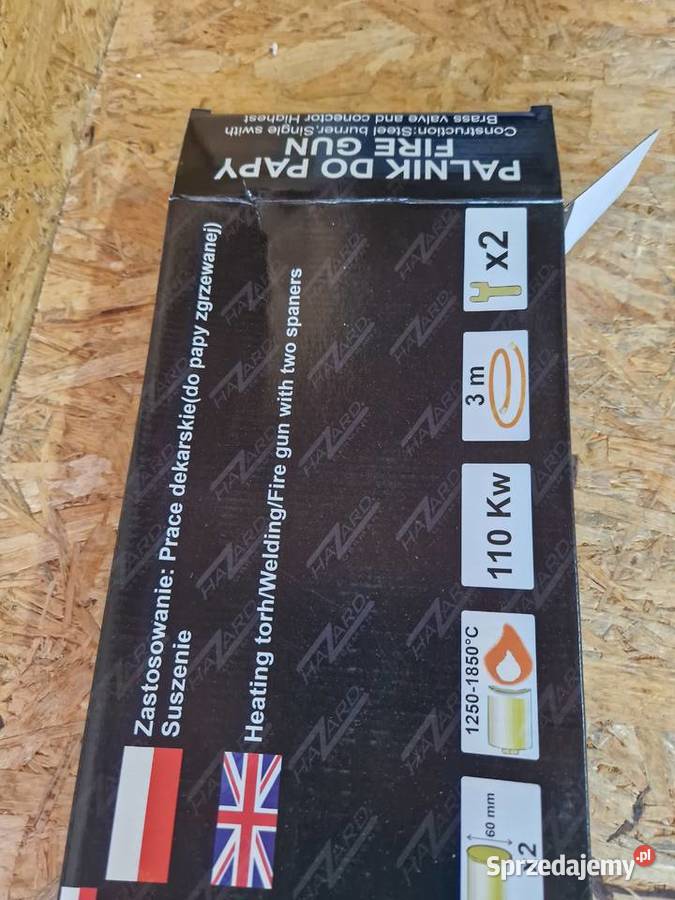 PALNIK DO PAPY
FIRE GUN
Construction:Steel burner.Single swith
Brass valve and conector Highest
Zastosowanie: Prace dekarskie(do papy zgrzewanej)
Suszenie
Heating torh/Welding/Fire gun with two spaners
60 mm
1250-1850°C
110 Kw
3 m
x2
HAZARD
Sprzedajemy.pl